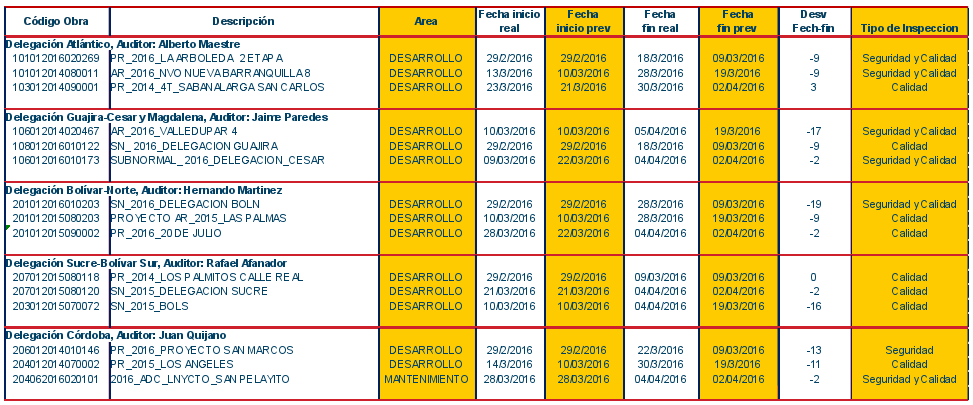 Código Obra Descripción Area Fecha inicio real Fecha inicio prev Fecha fin real Fecha fin prev Desv Fech-fin Tipo de Inspeccion
Delegación Atlántico, Auditor: Alberto Maestre
101012016020269 PR_2016_LA ARBOLEDA 2 ETAPA DESARROLLO 29/2/2016 29/2/2016 18/3/2016 09/03/2016 -9 Seguridad y Calidad
101012014080011 AR_2016_NVO NUEVA BARRANQUILLA 8 DESARROLLO 13/3/2016 10/03/2016 28/3/2016 19/3/2016 -9 Seguridad y Calidad
103012014090001 PR_2014_4T_SABANALARGA SAN CARLOS DESARROLLO 23/3/2016 21/3/2016 30/3/2016 02/04/2016 3 Calidad
Delegación Guajira-Cesar y Magdalena, Auditor: Jaime Paredes
106012014020467 AR_2016_VALLEDUPAR 4 DESARROLLO 10/03/2016 10/03/2016 05/04/2016 19/3/2016 -17 Seguridad y Calidad
108012016010122 SN_ 2016_DELEGACION GUAJIRA DESARROLLO 29/2/2016 29/2/2016 18/3/2016 09/03/2016 -9 Calidad
106012016010173 SUBNORMAL_2016_DELEGACION_CESAR DESARROLLO 09/03/2016 22/03/2016 04/04/2016 02/04/2016 -2 Seguridad y Calidad
Delegación Bolívar-Norte, Auditor: Hernando Martinez
201012016010203 SN_2016_DELEGACION BOLN DESARROLLO 29/2/2016 29/2/2016 28/3/2016 09/03/2016 -19 Seguridad y Calidad
201012015080203 PROYECTO AR_2015_LAS PALMAS DESARROLLO 10/03/2016 10/03/2016 28/3/2016 19/03/2016 -9 Calidad
201012015090002 PR_2016_20 DE JULIO DESARROLLO 28/03/2016 22/03/2016 04/04/2016 02/04/2016 -2 Calidad
Delegación Sucre-Bolívar Sur, Auditor: Rafael Afanador
207012015080118 PR_2014_LOS PALMITOS CALLE REAL DESARROLLO 29/2/2016 29/2/2016 09/03/2016 09/03/2016 0 Calidad
207012015080120 SN_2015_DELEGACION SUCRE DESARROLLO 21/03/2016 21/03/2016 04/04/2016 02/04/2016 -2 Calidad
203012015070072 SN_2015_BOLS DESARROLLO 10/03/2016 10/03/2016 04/04/2016 19/03/2016 -16 Calidad
Delegación Córdoba, Auditor: Juan Quijano
206012014010146 PR_2016_PROYECTO SAN MARCOS DESARROLLO 29/2/2016 29/2/2016 22/3/2016 09/03/2016 -13 Seguridad
204012014070002 PR_2015_LOS ANGELES DESARROLLO 14/3/2016 10/03/2016 30/3/2016 19/3/2016 -11 Calidad
204062016020101 2016_ADC_LNYCTO_SAN PELAYITO MANTENIMIENTO 28/03/2016 28/03/2016 04/04/2016 02/04/2016 -2 Seguridad y Calidad